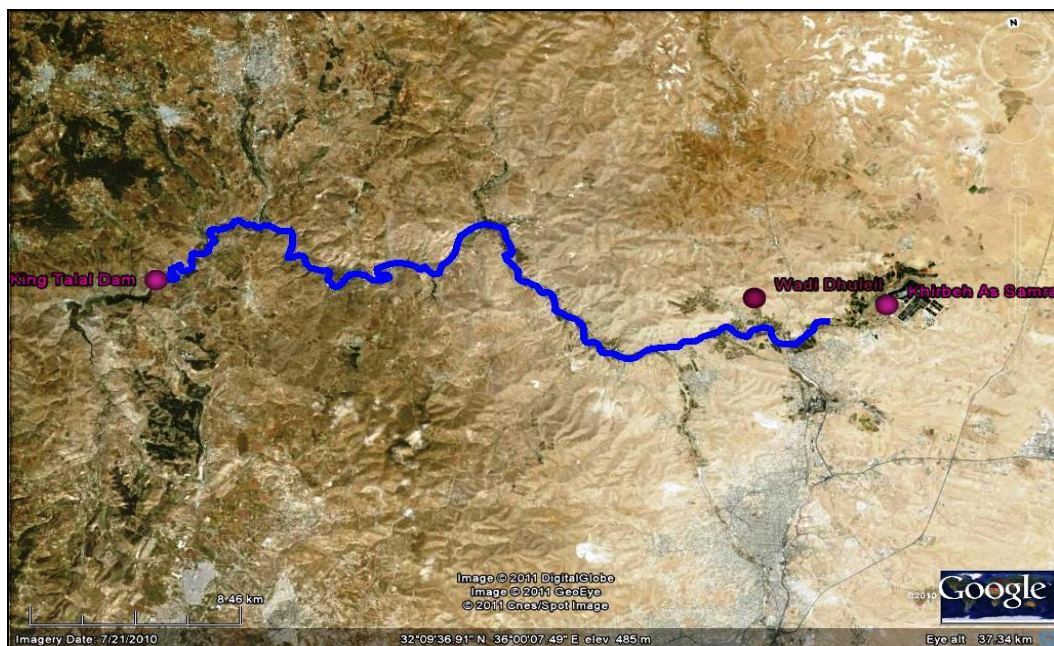 N
King Talal Dam
Wadi Dhuleil
Khirbeh As Samra
Image © 2011 DigitalGlobe
Image © 2011 GeoEye
© 2011 Cnes/Spot Image
8.46 km
©2010 Google
Imagery Date: 7/21/2010
32°09'36.91" N 36°00'07.49" E elev 485 m
Eye alt 37.34 km